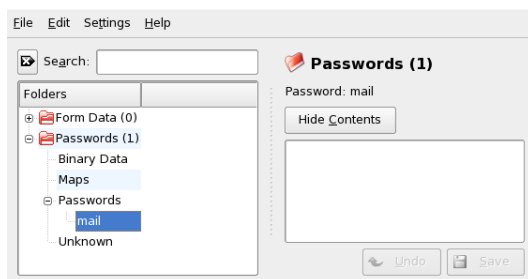 File Edit Settings Help
Search:
Folders
Form Data (0)
Passwords (1)
Binary Data
Maps
Passwords
mail
Unknown
Passwords (1)
Password: mail
Hide Contents
Undo Save